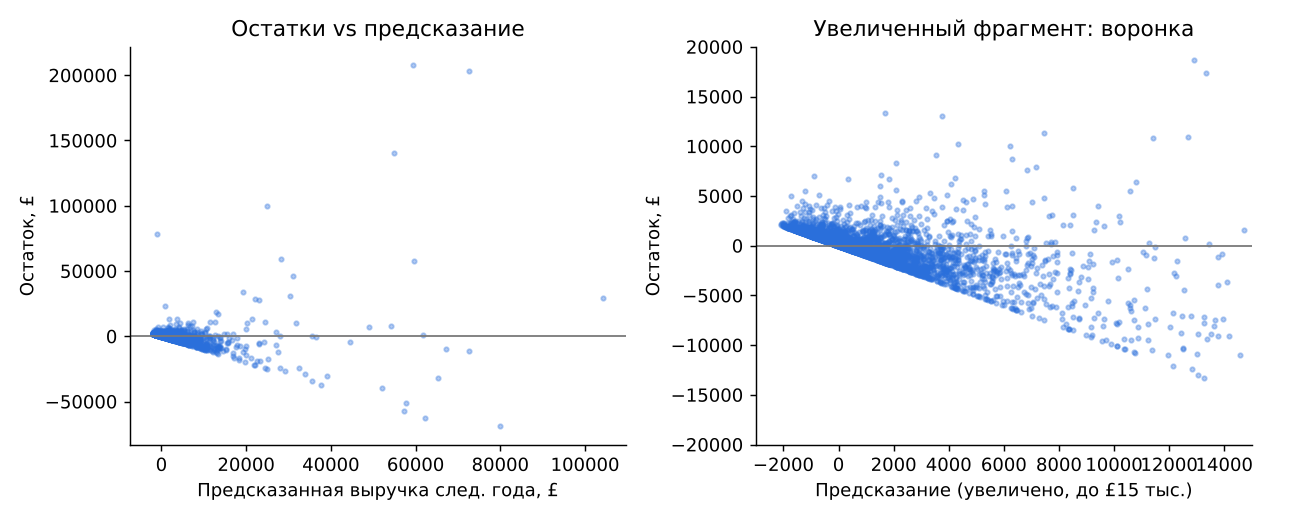 Остатки vs предсказание
Остаток, £
200000
150000
100000
50000
0
−50000
0 20000 40000 60000 80000 100000
Предсказанная выручка след. года, £
Увеличенный фрагмент: воронка
Остаток, £
20000
15000
10000
5000
0
−5000
−10000
−15000
−20000
−2000 0 2000 4000 6000 8000 10000 12000 14000
Предсказание (увеличено, до £15 тыс.)